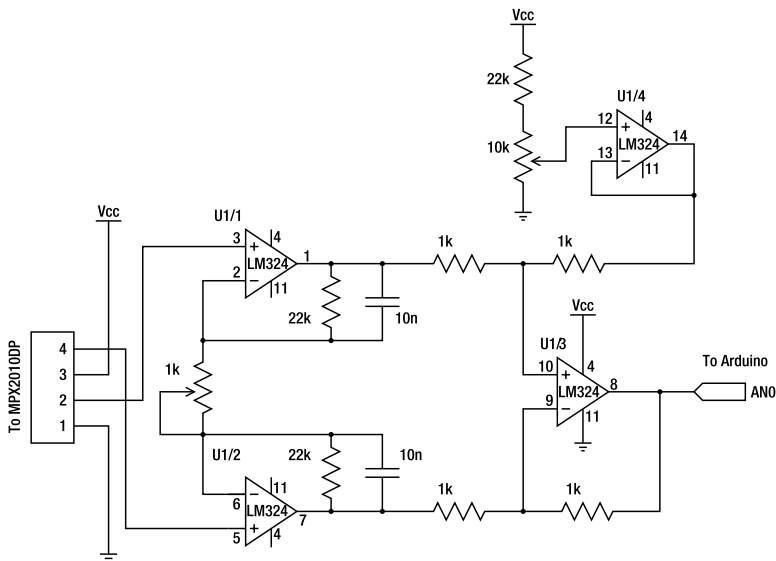 Vcc
22k
10k
U1/4
12
+
4
14
LM324
13
−
11
Vcc
U1/1
3
+
4
1
LM324
2
−
11
1k
1k
22k
10n
Vcc
U1/3
10
+
4
8
LM324
9
−
11
To Arduino
AN0
To MPX2010DP
4
3
2
1
1k
U1/2
22k
10n
11
6
−
LM324
5
+
4
7
1k
1k